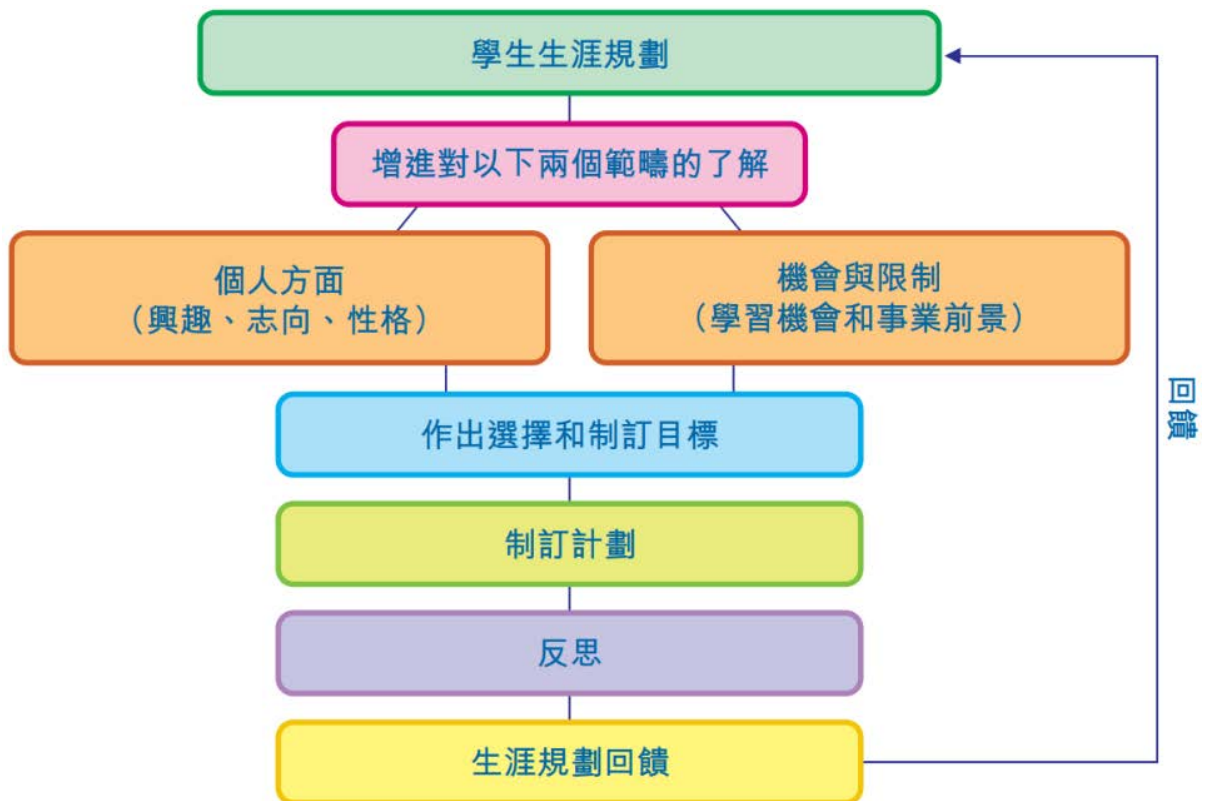 學生生涯規劃
增進對以下兩個範疇的了解
個人方面
（興趣、志向、性格）
機會與限制
（學習機會和事業前景）
作出選擇和制訂目標
制訂計劃
反思
生涯規劃回饋
回饋